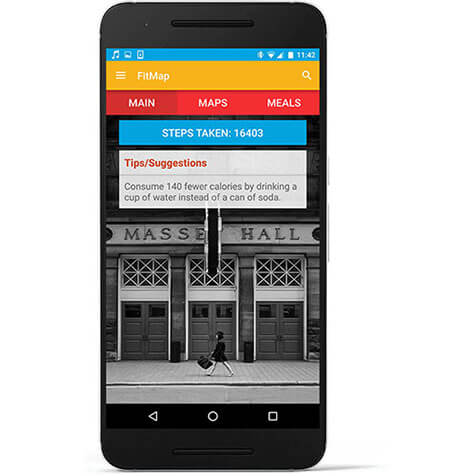 11:42
FitMap
MAIN MAPS MEALS
STEPS TAKEN: 16403
Tips/Suggestions
Consume 140 fewer calories by drinking a
cup of water instead of a can of soda.
MASSE HALL